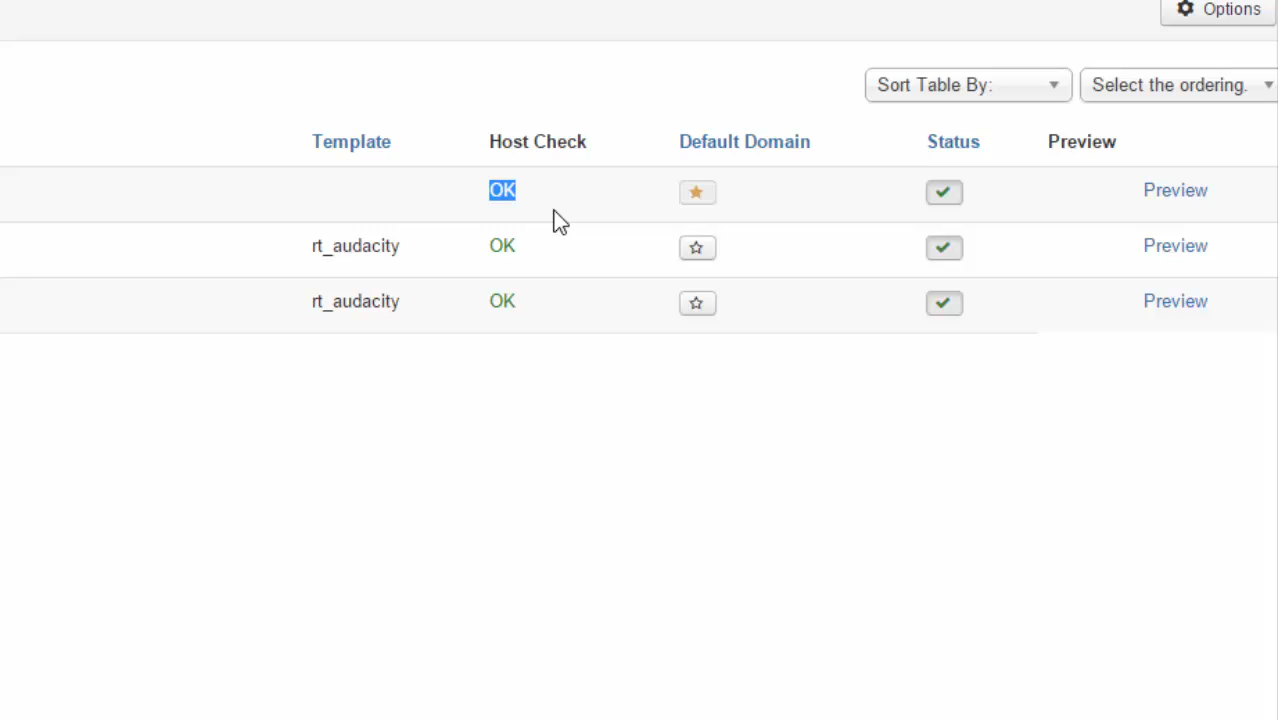 Options
Sort Table By: Select the ordering.
Template Host Check Default Domain Status Preview
OK Preview
rt_audacity OK Preview
rt_audacity OK Preview